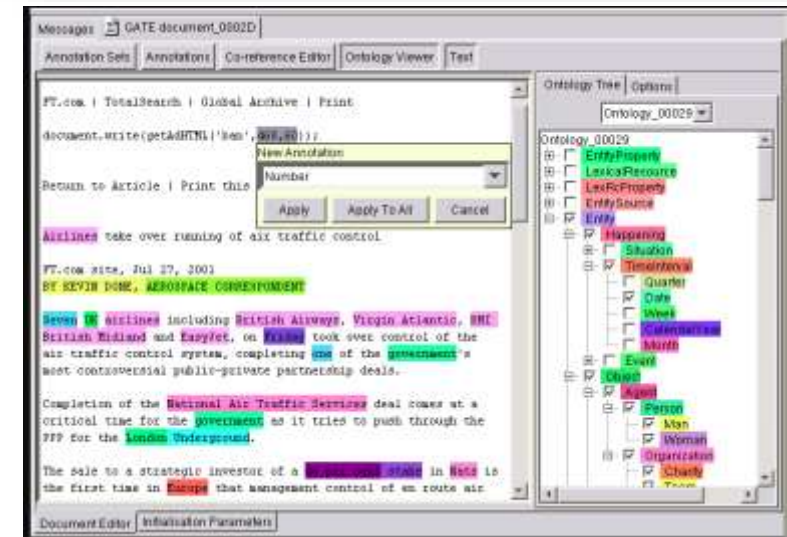 Messages GATE document_0002D
Annotation Sets Annotations Co-reference Editor Ontology Viewer Text
FT.com | TotalSearch | Global Archive | Print
document.write(getAdHTML('ban',
New Annotation
Number
Return to Article | Print this
Apply Apply To All Cancel
Airlines take over running of air traffic control
FT.com site, Jul 27, 2001
BY KEVIN DONE, AEROSPACE CORRESPONDENT
Seven UK airlines including British Airways, Virgin Atlantic, BMI
British Midland and EasyJet, on Friday took over control of the
air traffic control system, completing one of the government's
most controversial public-private partnership deals.
Completion of the National Air Traffic Services deal comes at a
critical time for the government as it tries to push through the
PPP for the London Underground.
The sale to a strategic investor of a stake in Nats is
the first time in Europe that management control of en route air
Document Editor Initialisation Parameters
Ontology Tree Options
Ontology_00029
Ontology_00029
EntityProperty
LexicalResource
LexRcProperty
EntitySource
Entity
Happening
Situation
TimeInterval
Quarter
Date
Week
CalendarYear
Month
Event
Object
Agent
Person
Man
Woman
Organization
Charity
Team